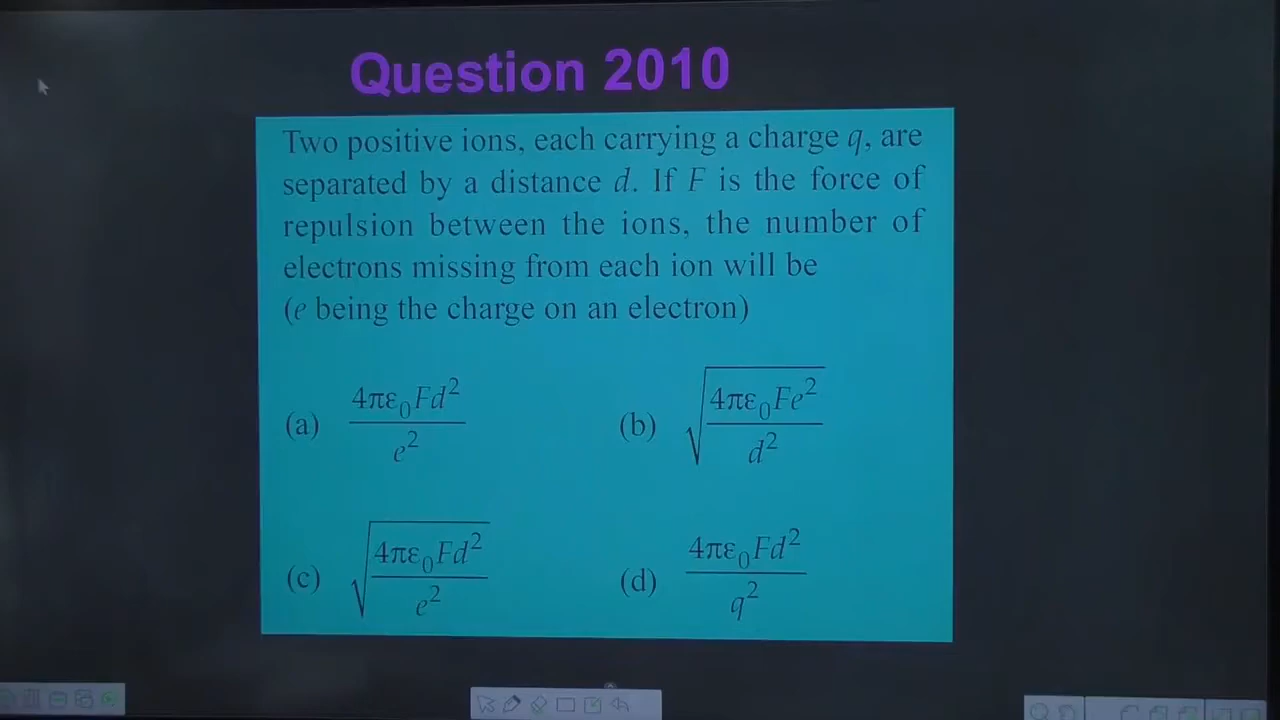 Question 2010
Two positive ions, each carrying a charge q, are
separated by a distance d. If F is the force of
repulsion between the ions, the number of
electrons missing from each ion will be
(e being the charge on an electron)
(a) 4πε₀Fd² / e²
(b) √(4πε₀Fe² / d²)
(c) √(4πε₀Fd² / e²)
(d) 4πε₀Fd² / q²